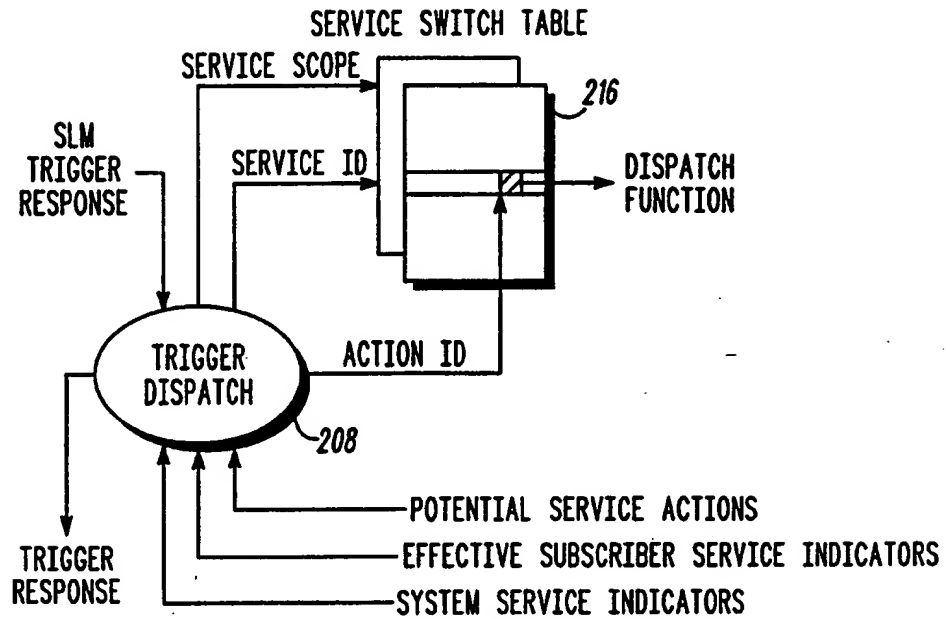 SERVICE SWITCH TABLE
SERVICE SCOPE
216
SLM
TRIGGER
RESPONSE
SERVICE ID
DISPATCH
FUNCTION
TRIGGER
DISPATCH
ACTION ID
208
POTENTIAL SERVICE ACTIONS
EFFECTIVE SUBSCRIBER SERVICE INDICATORS
SYSTEM SERVICE INDICATORS
TRIGGER
RESPONSE